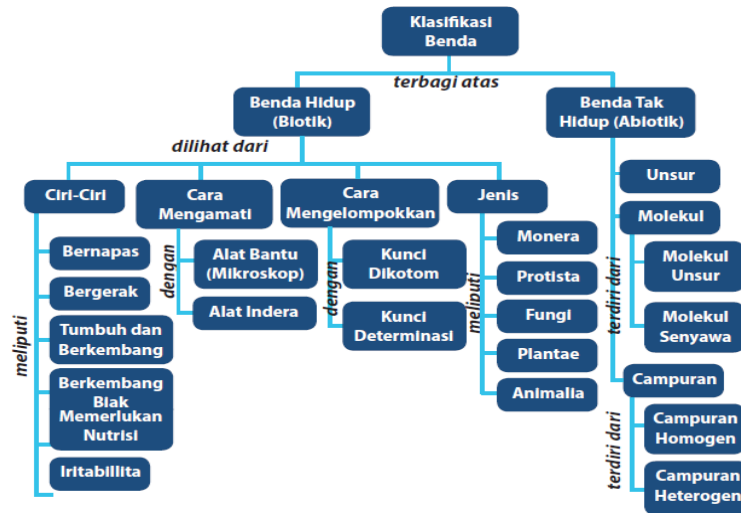 Klasifikasi
Benda
terbagi atas
Benda Hidup
(Biotik)
Benda Tak
Hidup (Abiotik)
dilihat dari
Ciri-Ciri
meliputi
Bernapas
Bergerak
Tumbuh dan
Berkembang
Berkembang
Biak
Memerlukan
Nutrisi
Iritabillita
Cara
Mengamati
dengan
Alat Bantu
(Mikroskop)
Alat Indera
Cara
Mengelompokkan
dengan
Kunci
Dikotom
Kunci
Determinasi
Jenis
meliputi
Monera
Protista
Fungi
Plantae
Animalia
terdiri dari
Unsur
Molekul
Molekul
Unsur
Molekul
Senyawa
Campuran
terdiri dari
Campuran
Homogen
Campuran
Heterogen